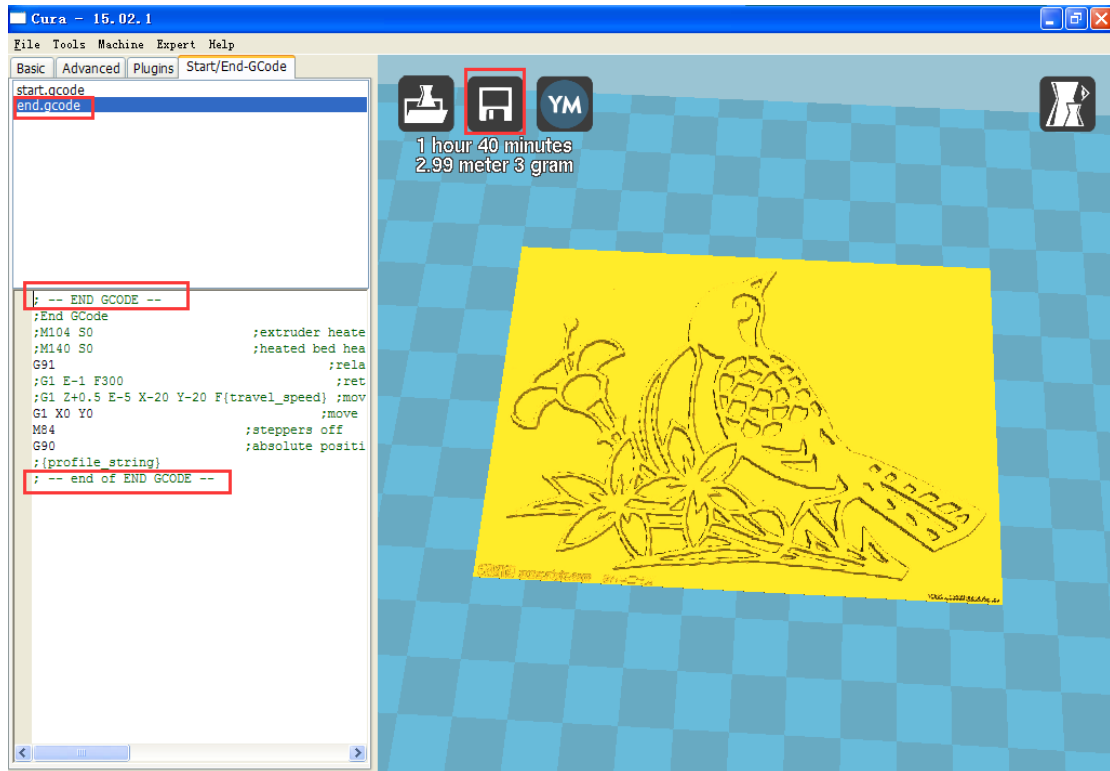 Cura - 15.02.1
File Tools Machine Expert Help
Basic Advanced Plugins Start/End-GCode
start.gcode
end.gcode
YM
1 hour 40 minutes
2.99 meter 3 gram
; -- END GCODE --
;End GCode
;M104 S0 ;extruder heate
;M140 S0 ;heated bed hea
G91 ;rela
;G1 E-1 F300 ;ret
;G1 Z+0.5 E-5 X-20 Y-20 F{travel_speed} ;mov
G1 X0 Y0 ;move
M84 ;steppers off
G90 ;absolute positi
;{profile_string}
; -- end of END GCODE --